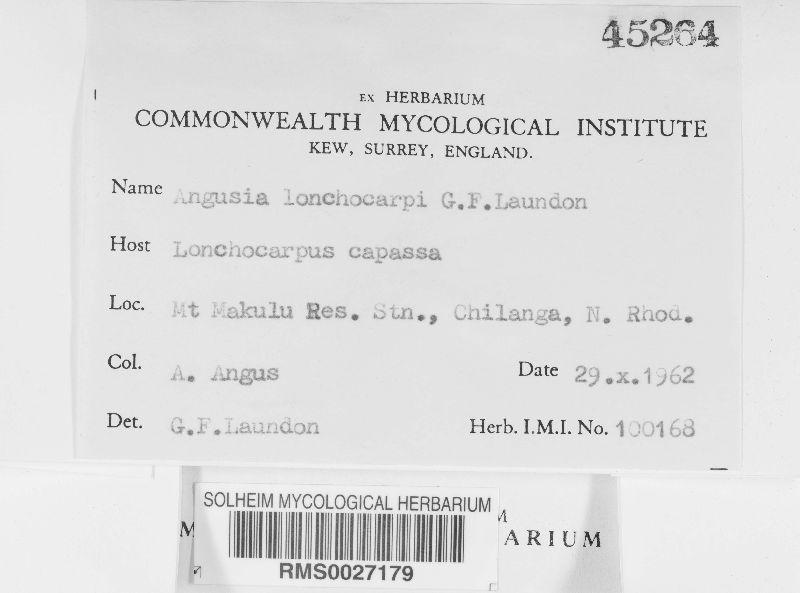 45264
EX HERBARIUM
COMMONWEALTH MYCOLOGICAL INSTITUTE
KEW, SURREY, ENGLAND.
Name Angusia lonchocarpi G.F.Laundon
Host Lonchocarpus capassa
Loc. Mt Makulu Res. Stn., Chilanga, N. Rhod.
Col. A. Angus Date 29.x.1962
Det. G.F.Laundon Herb. I.M.I. No. 100168
SOLHEIM MYCOLOGICAL HERBARIUM
M
M ARIUM
RMS0027179